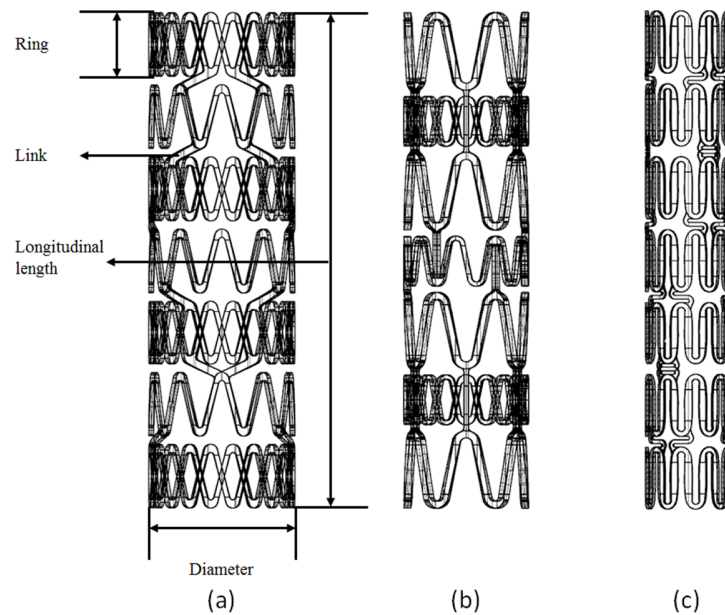 Ring
Link
Longitudinal
length
Diameter
(a)
(b)
(c)